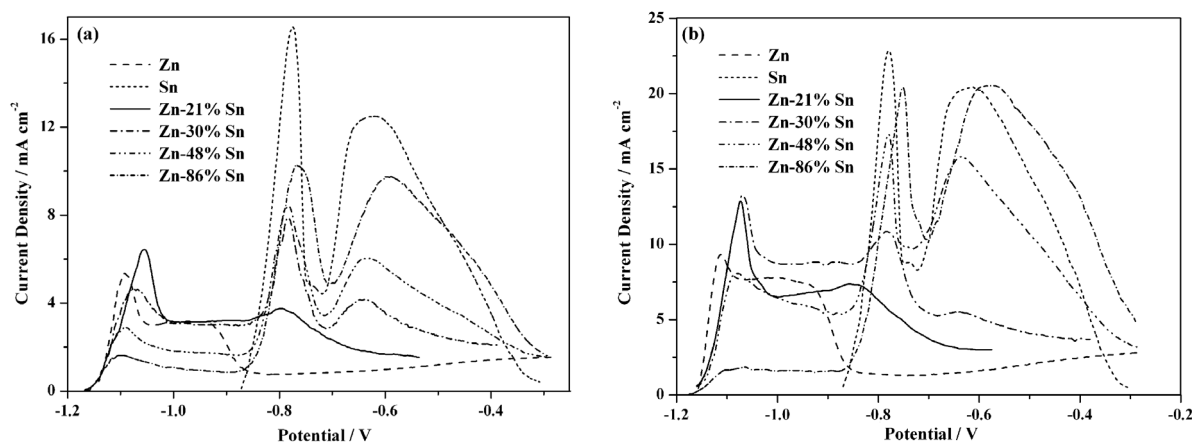 (a)
Zn
Sn
Zn-21% Sn
Zn-30% Sn
Zn-48% Sn
Zn-86% Sn
Current Density / mA cm-2
16
12
8
4
0
-1.2
-1.0
-0.8
-0.6
-0.4
Potential / V
(b)
Zn
Sn
Zn-21% Sn
Zn-30% Sn
Zn-48% Sn
Zn-86% Sn
Current Density / mA cm-2
25
20
15
10
5
0
-1.2
-1.0
-0.8
-0.6
-0.4
-0.2
Potential / V